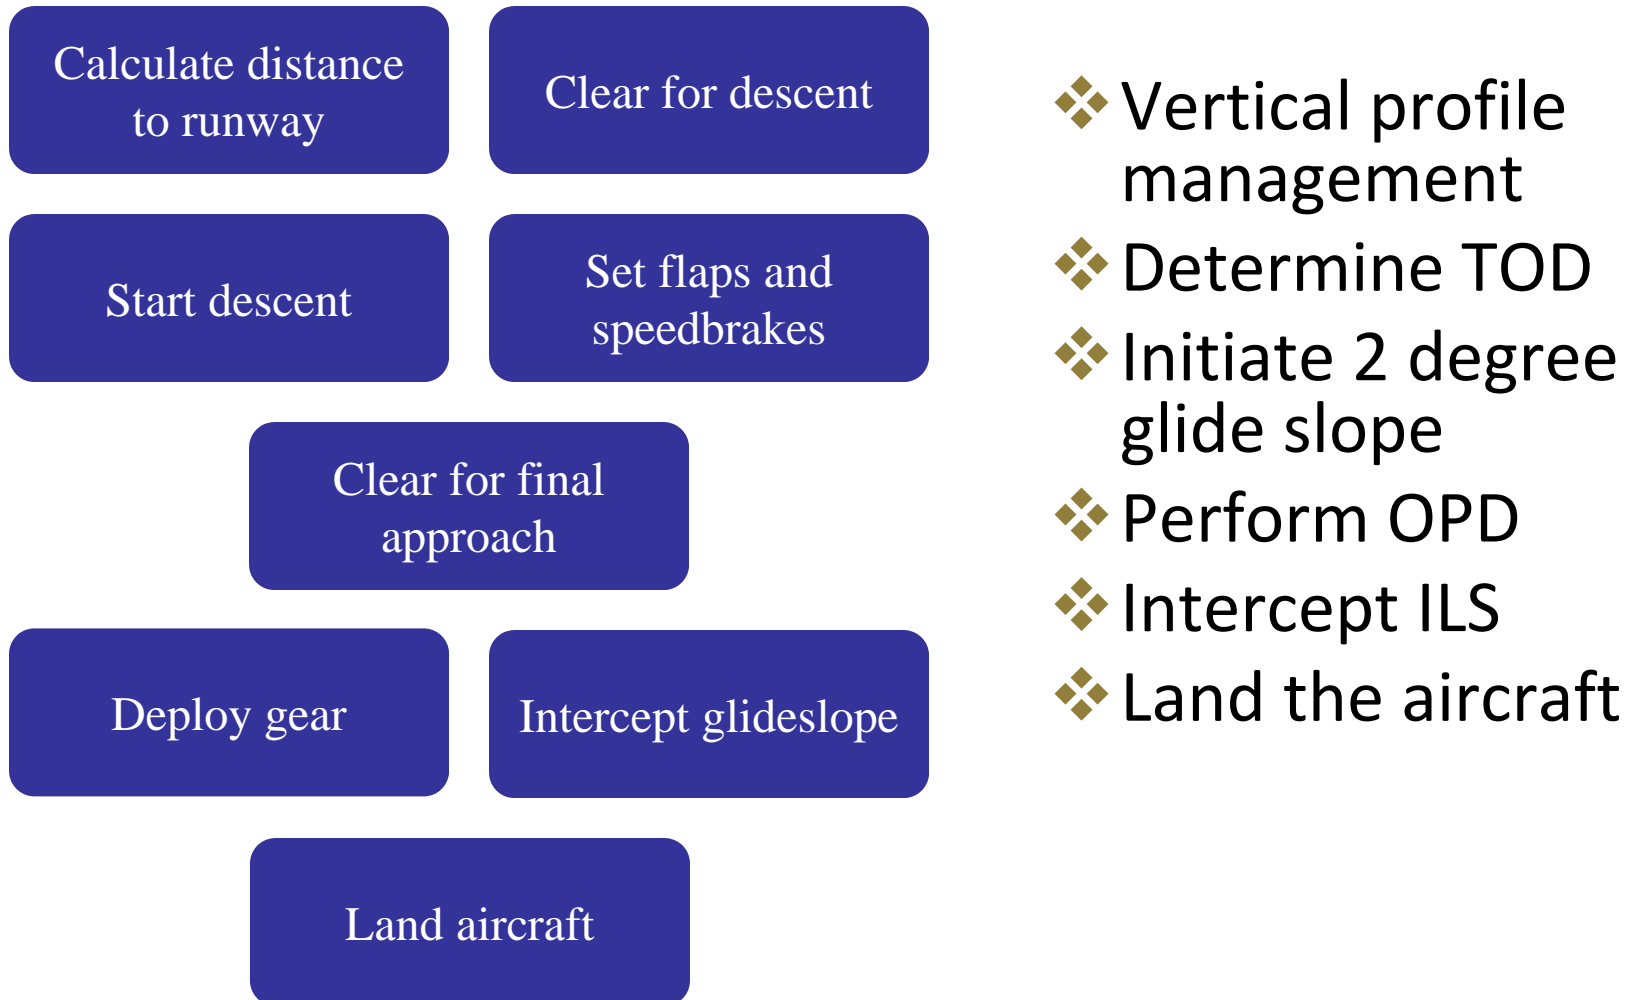 Calculate distance
to runway
Clear for descent
Start descent
Set flaps and
speedbrakes
Clear for final
approach
Deploy gear
Intercept glideslope
Land aircraft
Vertical profile
management
Determine TOD
Initiate 2 degree
glide slope
Perform OPD
Intercept ILS
Land the aircraft